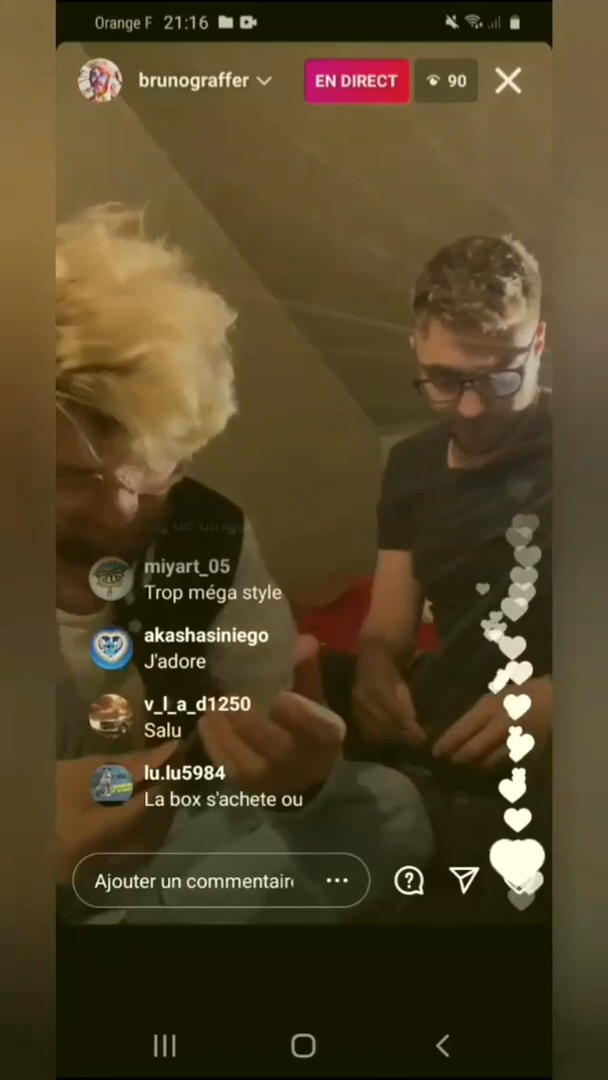 Orange F 21:16
brunograffer
EN DIRECT
90
miyart_05
Trop méga style
akashasiniego
J'adore
v_l_a_d1250
Salu
lu.lu5984
La box s'achete ou
Ajouter un commentair